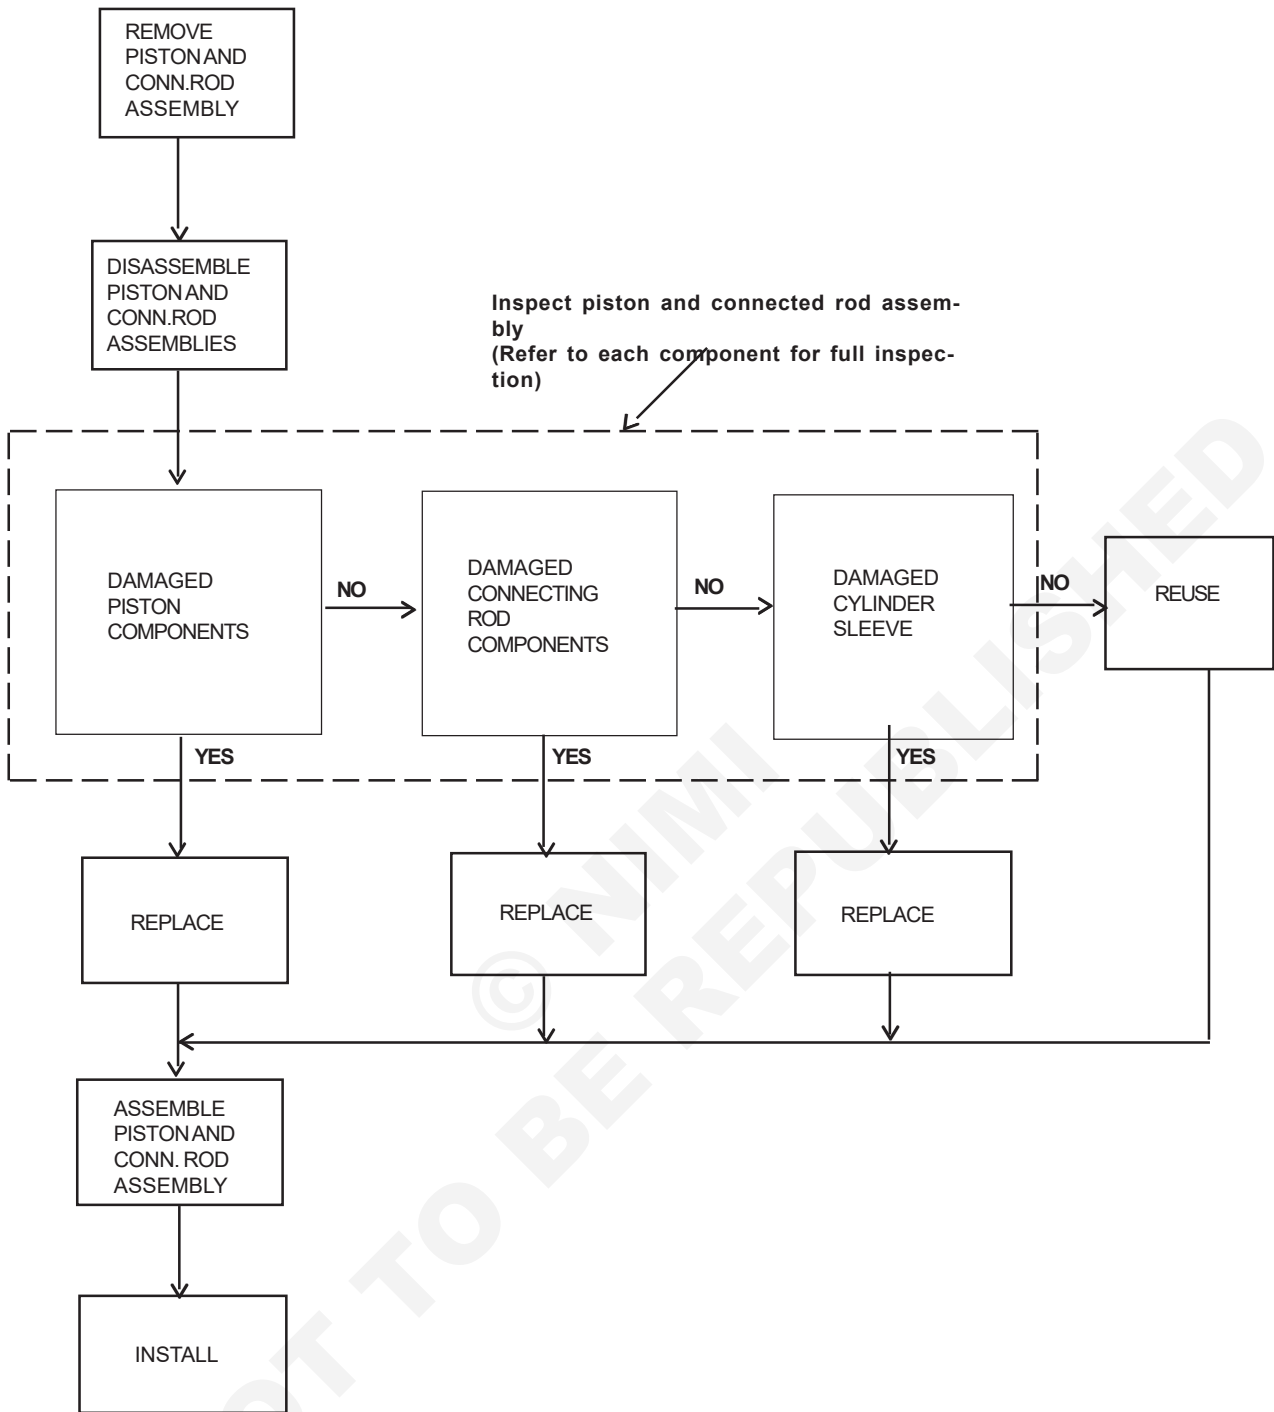 REMOVE
PISTON AND
CONN.ROD
ASSEMBLY
DISASSEMBLE
PISTON AND
CONN.ROD
ASSEMBLIES
Inspect piston and connected rod assem-
bly
(Refer to each component for full inspec-
tion)
DAMAGED
PISTON
COMPONENTS
NO
DAMAGED
CONNECTING
ROD
COMPONENTS
NO
DAMAGED
CYLINDER
SLEEVE
NO
REUSE
YES
YES
YES
REPLACE
REPLACE
REPLACE
ASSEMBLE
PISTON AND
CONN. ROD
ASSEMBLY
INSTALL
© NIMI
OT TO BE REPUBLISHED